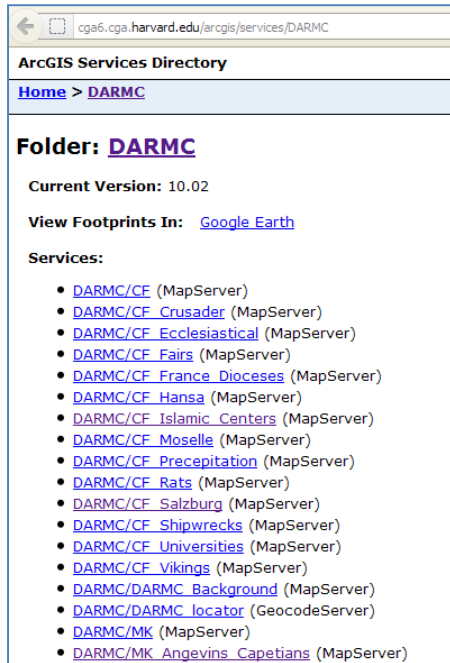 cga6.cga.harvard.edu/arcgis/services/DARMC
ArcGIS Services Directory
Home > DARMC
Folder: DARMC
Current Version: 10.02
View Footprints In: Google Earth
Services:
• DARMC/CF (MapServer)
• DARMC/CF_Crusader (MapServer)
• DARMC/CF_Ecclesiastical (MapServer)
• DARMC/CF_Fairs (MapServer)
• DARMC/CF_France_Dioceses (MapServer)
• DARMC/CF_Hansa (MapServer)
• DARMC/CF_Islamic_Centers (MapServer)
• DARMC/CF_Moselle (MapServer)
• DARMC/CF_Precepitation (MapServer)
• DARMC/CF_Rats (MapServer)
• DARMC/CF_Salzburg (MapServer)
• DARMC/CF_Shipwrecks (MapServer)
• DARMC/CF_Universities (MapServer)
• DARMC/CF_Vikings (MapServer)
• DARMC/DARMC_Background (MapServer)
• DARMC/DARMC_locator (GeocodeServer)
• DARMC/MK (MapServer)
• DARMC/MK_Angevins_Capetians (MapServer)